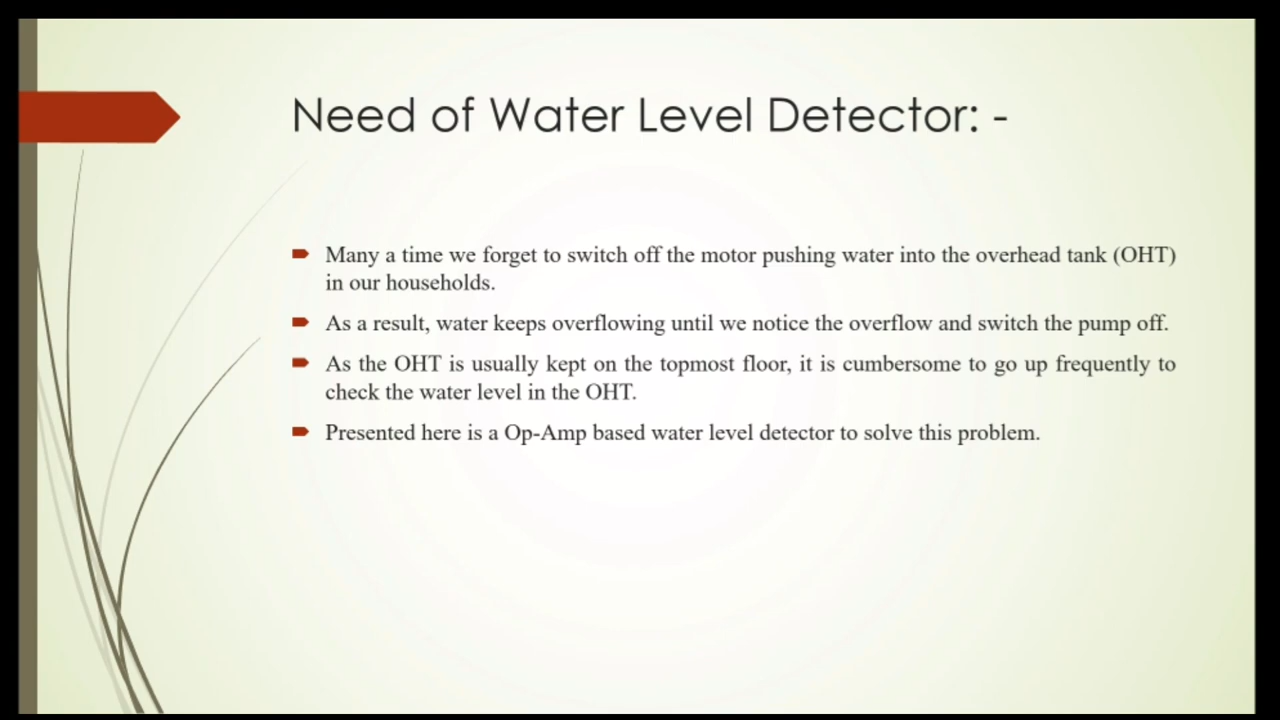 Need of Water Level Detector: -
Many a time we forget to switch off the motor pushing water into the overhead tank (OHT)
in our households.
As a result, water keeps overflowing until we notice the overflow and switch the pump off.
As the OHT is usually kept on the topmost floor, it is cumbersome to go up frequently to
check the water level in the OHT.
Presented here is a Op-Amp based water level detector to solve this problem.